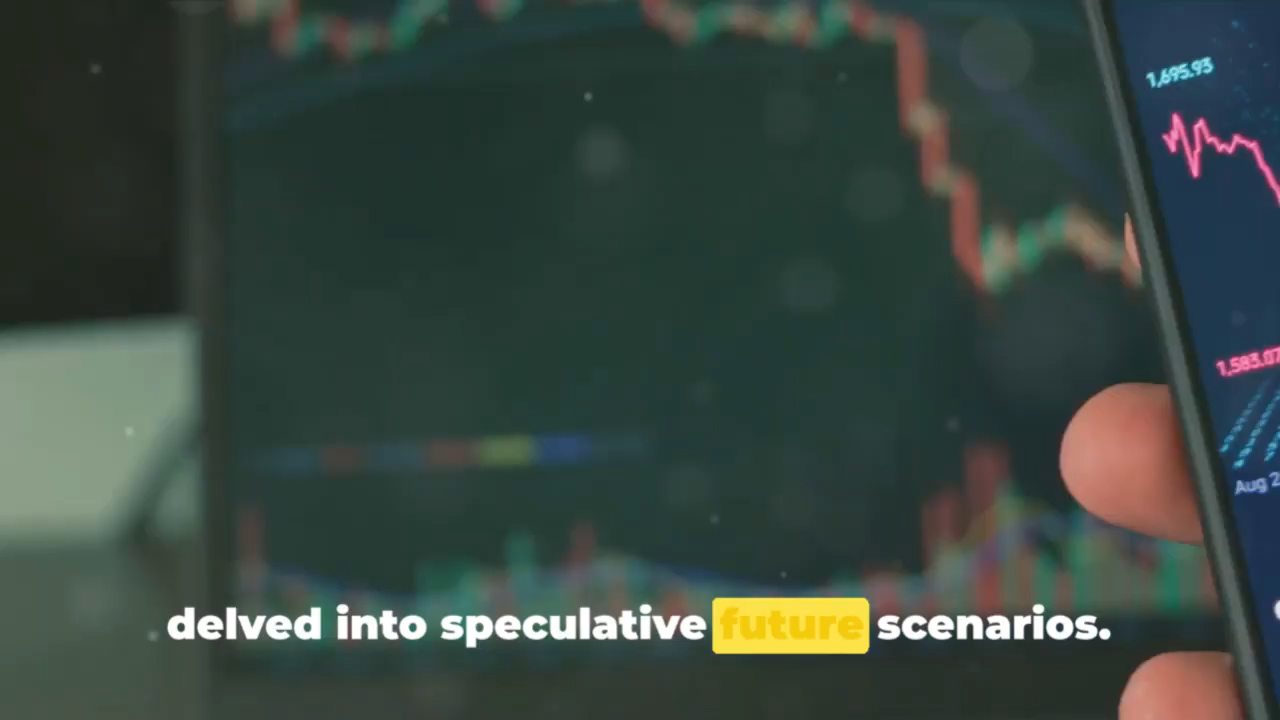 1,695.93
1,583.07
Aug 2
delved into speculative future scenarios.